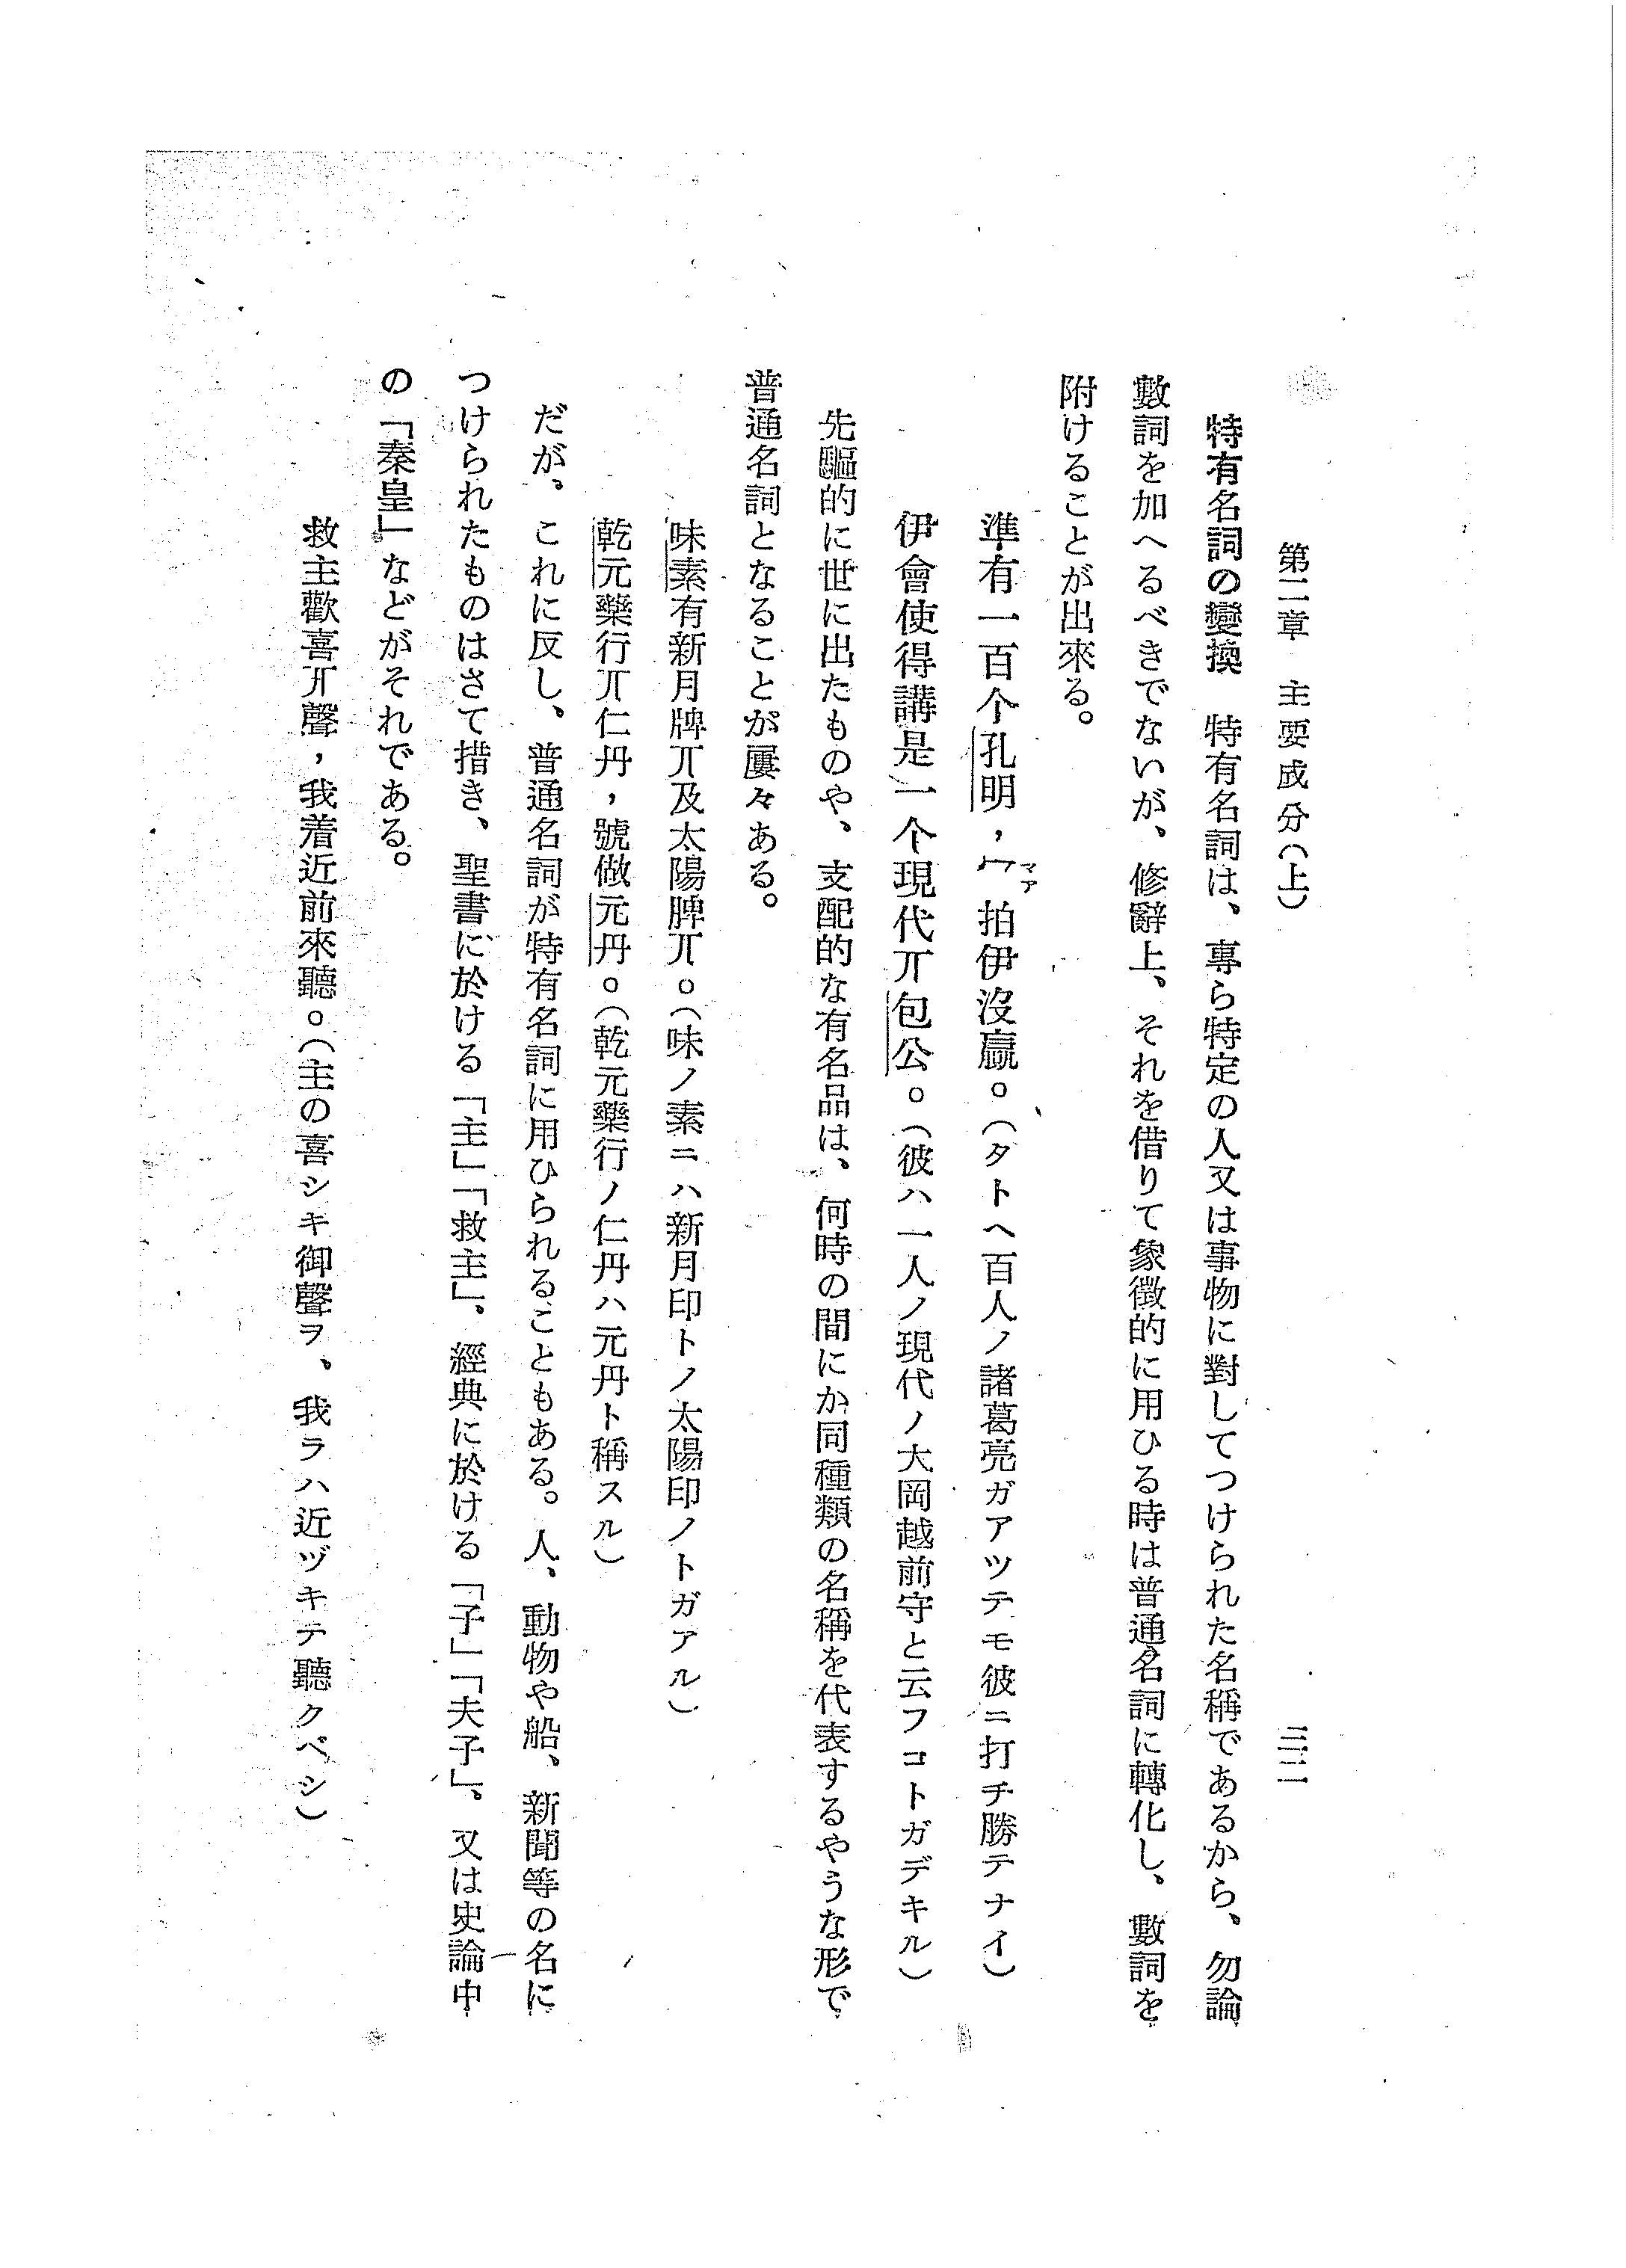 第二章　主要成分（上）　三二
特有名詞の變換　特有名詞は、專ら特定の人又は事物に對してつけられた名稱であるから、勿論
數詞を加へるべきでないが、修辭上、それを借りて象徵的に用ひる時は普通名詞に轉化し、數詞を
附けることが出來る。
準有一百个孔明，宀マア拍伊沒贏。（タトヘ百人ノ諸葛亮ガアツテモ彼ニ打チ勝テナイ）
伊會使得講是一个現代丌包公。（彼ハ一人ノ現代ノ大岡越前守と云フコトガデキル）
先驅的に世に出たものや、支配的な有名品は、何時の間にか同種類の名稱を代表するやうな形で
普通名詞となることが屢々ある。
味素有新月牌丌及太陽脾丌。（味ノ素ニハ新月印トノ太陽印ノトガアル）
乾元藥行丌仁丹，號做元丹。（乾元藥行ノ仁丹ハ元丹ト稱スル）
だが、これに反し、普通名詞が特有名詞に用ひられることもある。人、動物や船、新聞等の名に
つけられたものはさて措き、聖書に於ける「主」「救主」、經典に於ける「子」「夫子」、又は史論中
の「秦皇」などがそれである。
救主歡喜丌聲，我着近前來聽。（主の喜シキ御聲ヲ、我ラハ近ヅキテ聽クベシ）